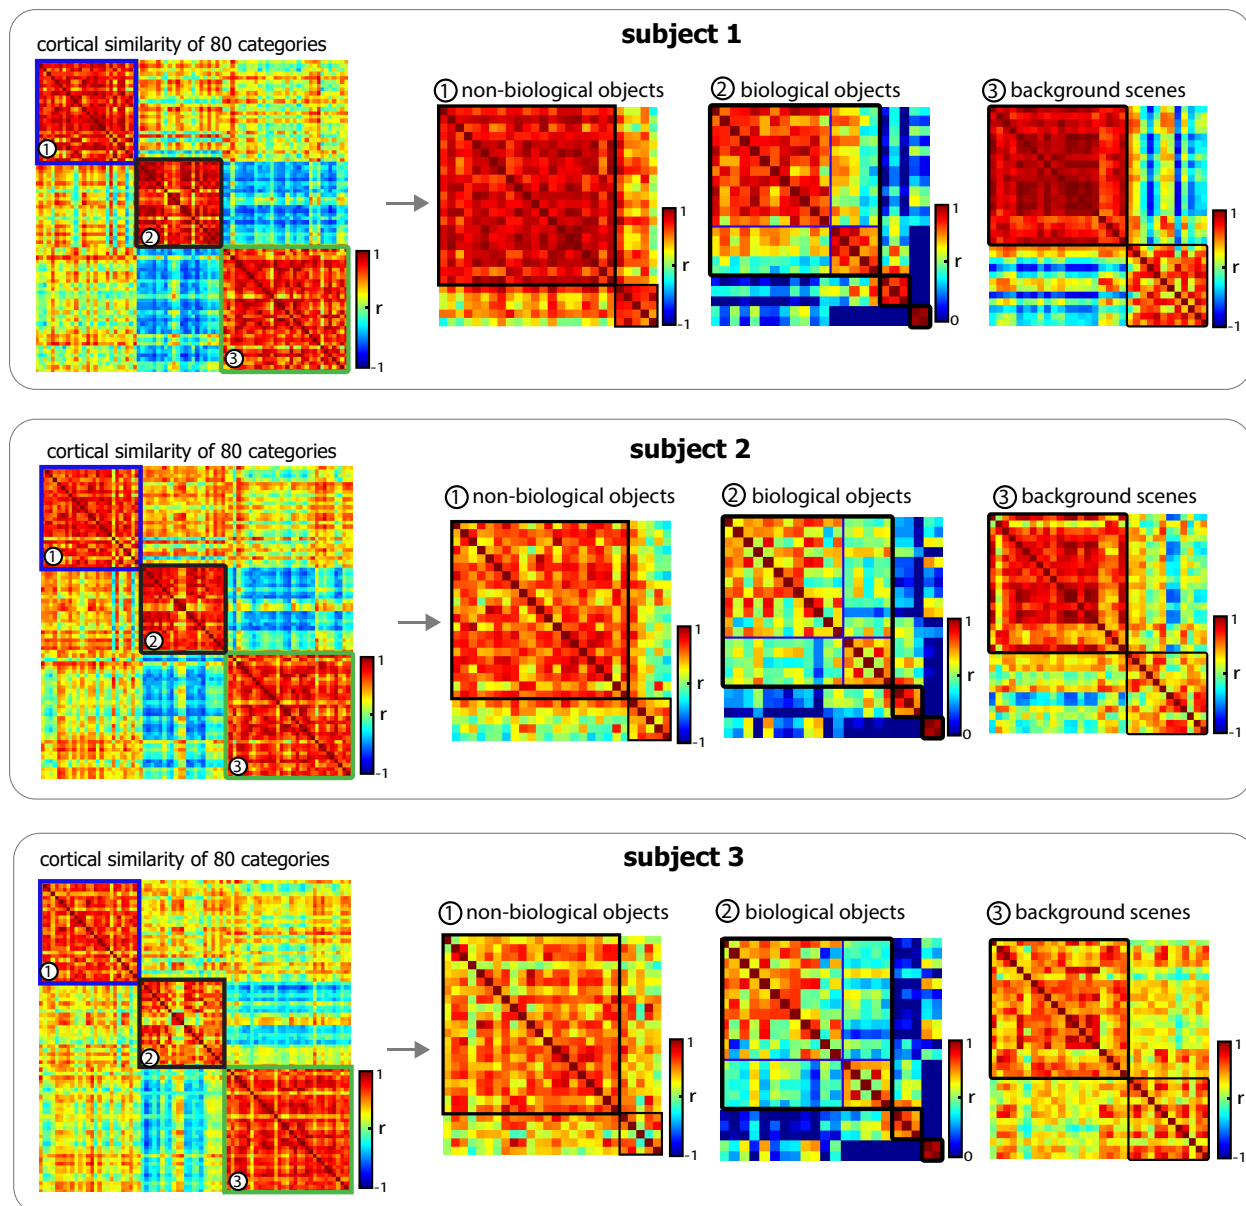 subject 1
cortical similarity of 80 categories
① non-biological objects
② biological objects
③ background scenes
1
2
3
1
r
-1
1
r
-1
1
r
0
1
r
-1
subject 2
cortical similarity of 80 categories
① non-biological objects
② biological objects
③ background scenes
1
2
3
1
r
-1
1
r
-1
1
r
0
1
r
-1
subject 3
cortical similarity of 80 categories
① non-biological objects
② biological objects
③ background scenes
1
2
3
1
r
-1
1
r
-1
1
r
0
1
r
-1